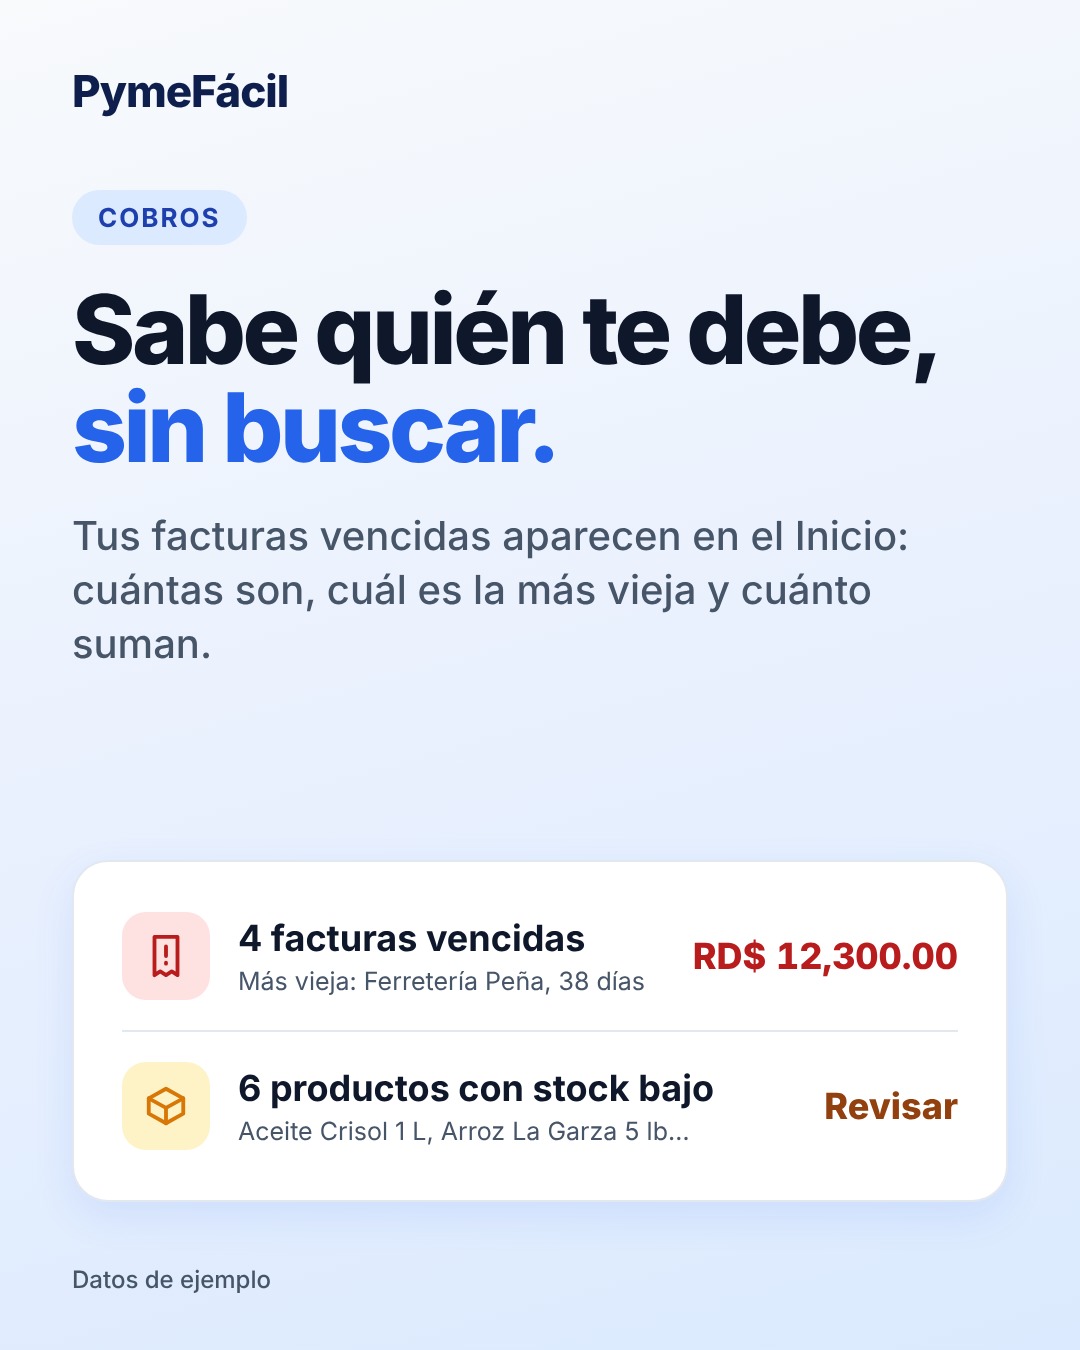 PymeFácil
COBROS
Sabe quién te debe,
sin buscar.
Tus facturas vencidas aparecen en el Inicio:
cuántas son, cuál es la más vieja y cuánto
suman.
4 facturas vencidas
Más vieja: Ferretería Peña, 38 días
RD$ 12,300.00
6 productos con stock bajo
Aceite Crisol 1 L, Arroz La Garza 5 lb...
Revisar
Datos de ejemplo